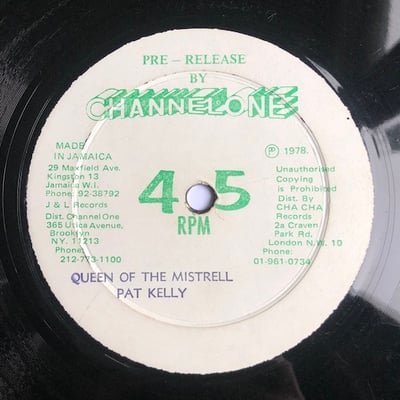 PRE - RELEASE
BY
CHANNEL ONE
MADE
IN JAMAICA
29 Maxfield Ave.
Kingston 13
Jamaica W.I.
Phone: 92-38792
J & L Records
Dist. Channel One
365 Utica Avenue,
Brooklyn
NY. 11213
Phone:
212-773-1100
45
RPM
℗ 1978.
Unauthorised
Copying
is Prohibited
Dist. By
CHA CHA
Records
2a Craven
Park Rd.
London N.W. 10
Phone:
01-961-0734
QUEEN OF THE MISTRELL
PAT KELLY